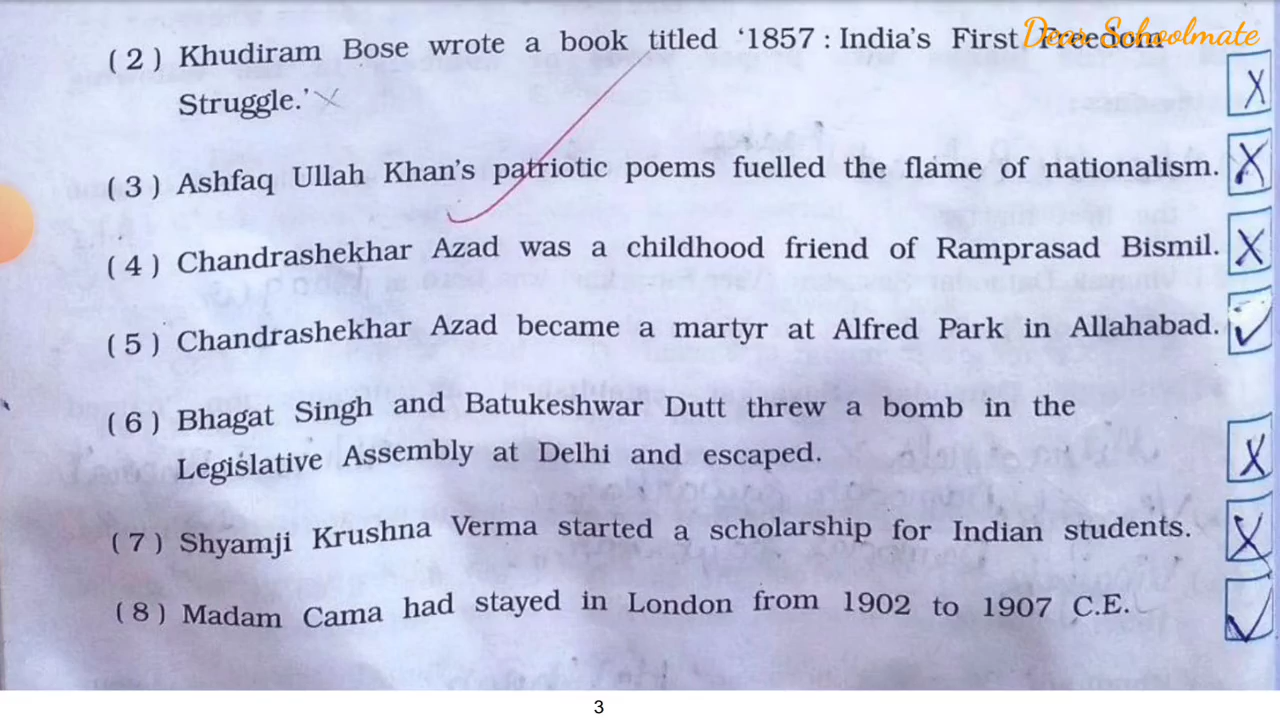 Dear Schoolmate
( 2 ) Khudiram Bose wrote a book titled ‘1857 : India’s First Freedom
Struggle.’ X
X
( 3 ) Ashfaq Ullah Khan’s patriotic poems fuelled the flame of nationalism. X
( 4 ) Chandrashekhar Azad was a childhood friend of Ramprasad Bismil. X
( 5 ) Chandrashekhar Azad became a martyr at Alfred Park in Allahabad. ✓
( 6 ) Bhagat Singh and Batukeshwar Dutt threw a bomb in the
Legislative Assembly at Delhi and escaped. X
( 7 ) Shyamji Krushna Verma started a scholarship for Indian students. X
( 8 ) Madam Cama had stayed in London from 1902 to 1907 C.E. ✓
3